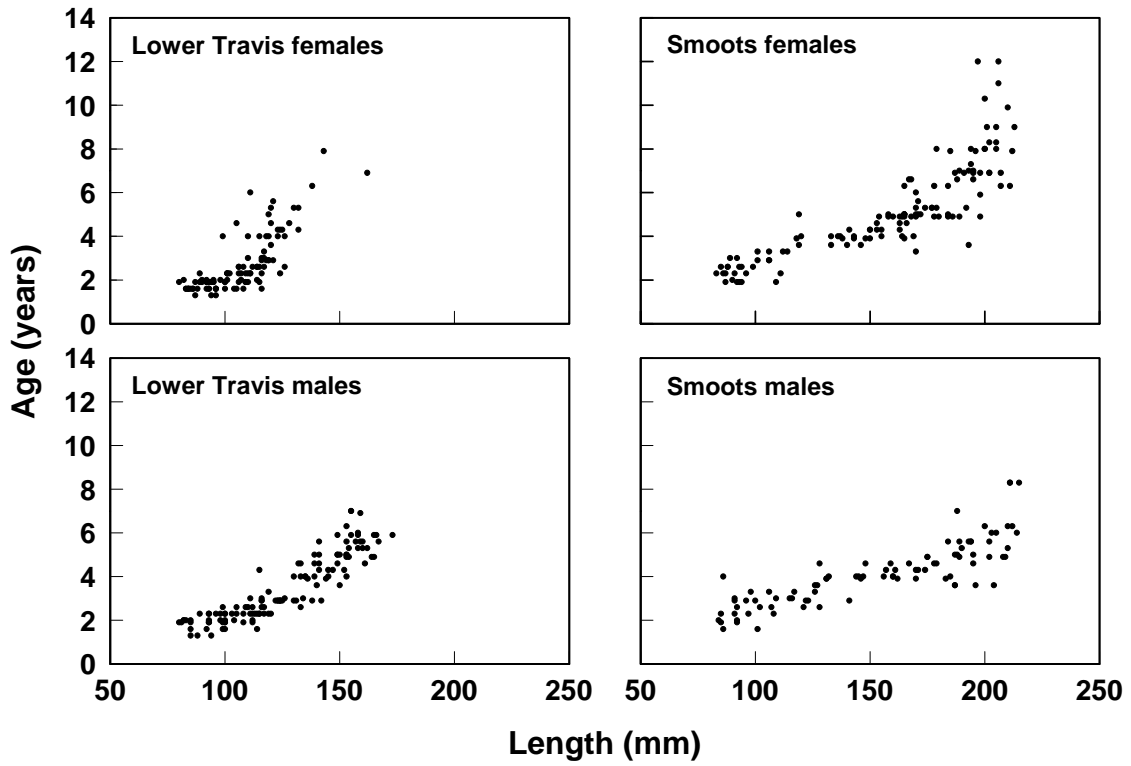 14
12
10
8
6
4
2
0
Lower Travis females
Smoots females
14
12
10
8
6
4
2
0
Lower Travis males
Smoots males
50 100 150 200 250
50 100 150 200 250
Age (years)
Length (mm)